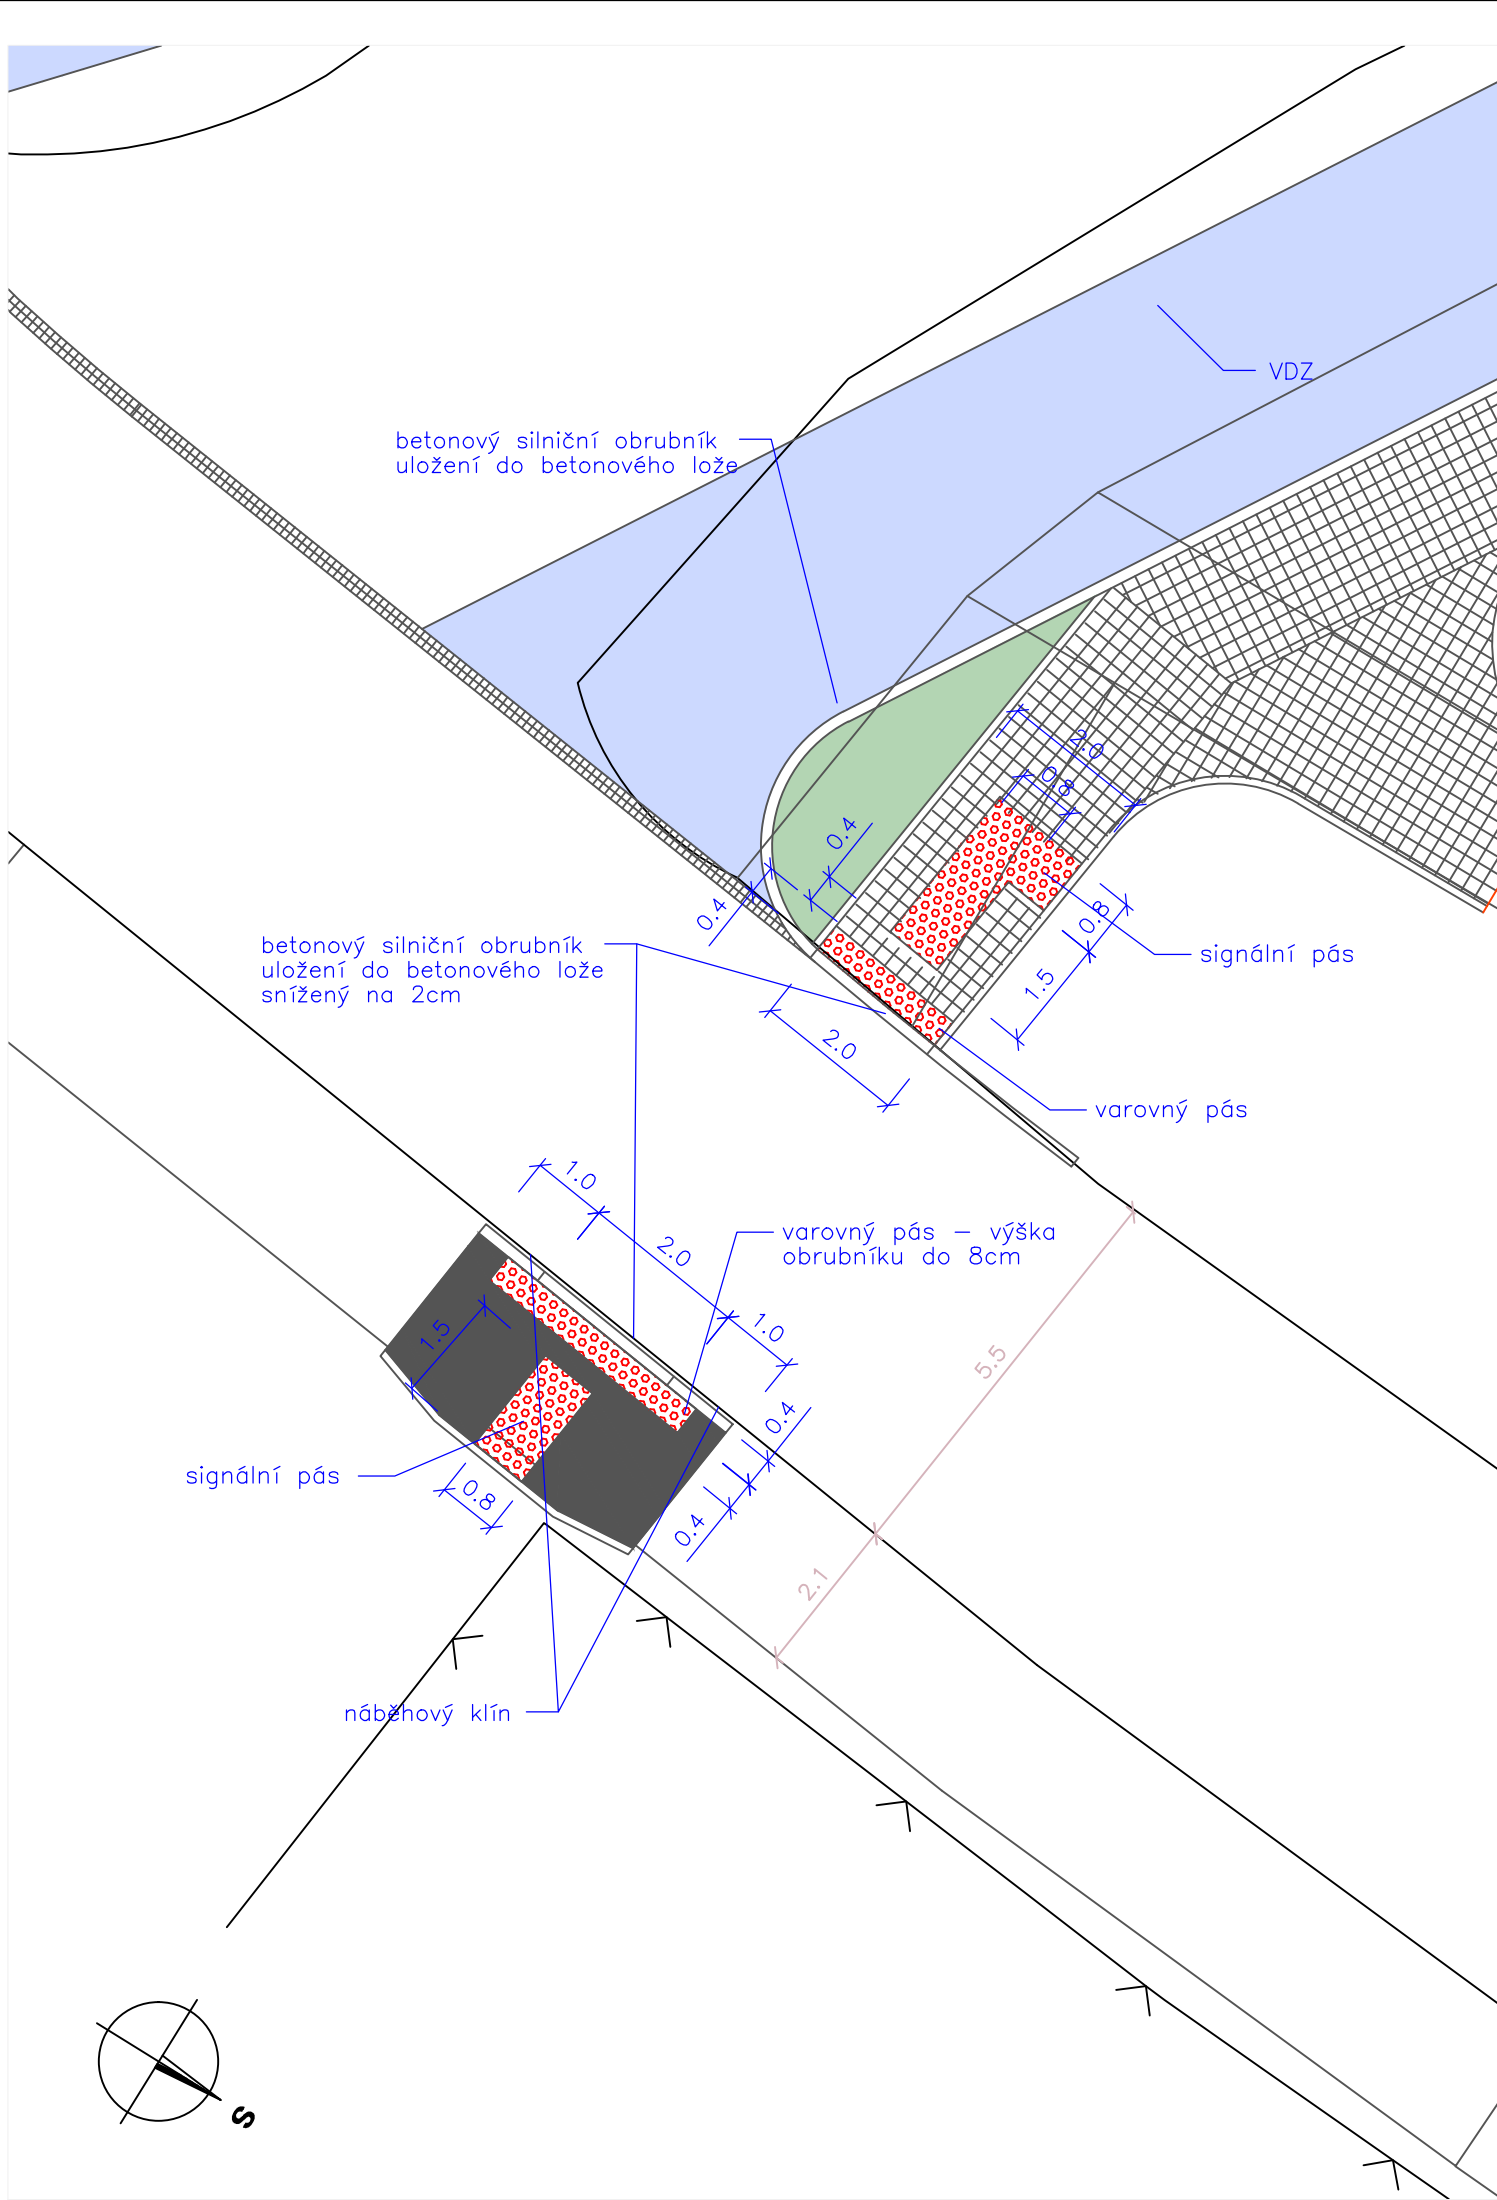 VDZ
betonový silniční obrubník
uložení do betonového lože
2.0
0.8
0.4
0.4
0.8
betonový silniční obrubník
uložení do betonového lože
snížený na 2cm
signální pás
1.5
2.0
varovný pás
1.0
2.0
varovný pás – výška
obrubníku do 8cm
1.0
1.5
5.5
0.4
signální pás
0.8
0.4
2.1
náběhový klín
S